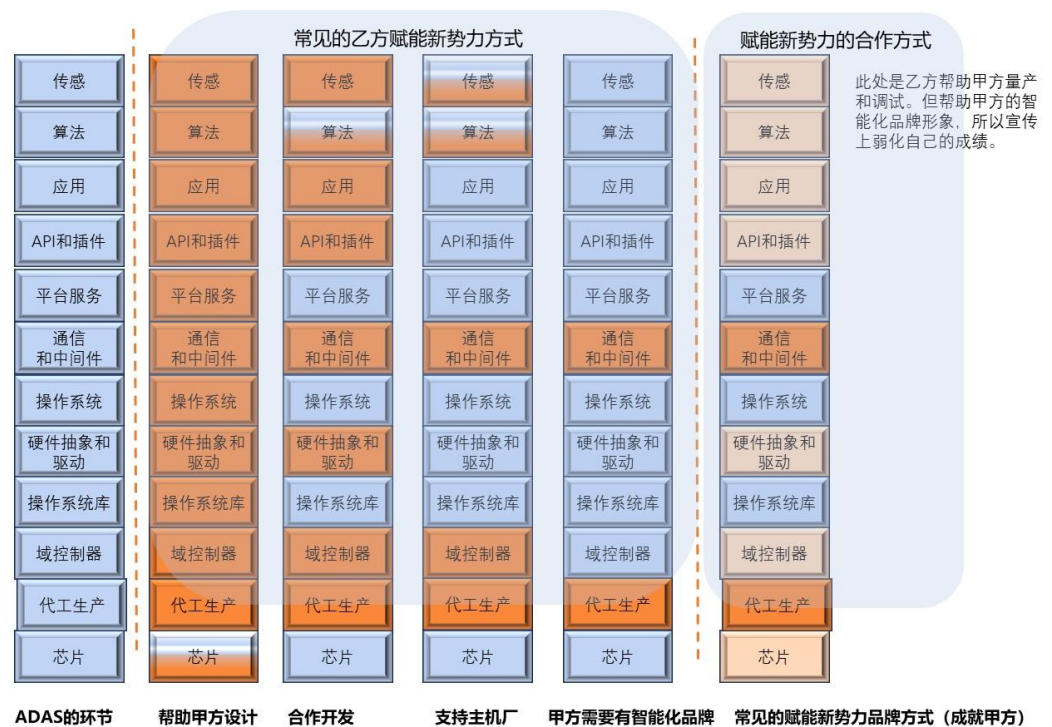 常见的乙方赋能新势力方式
赋能新势力的合作方式
传感
传感
传感
传感
传感
传感
此处是乙方帮助甲方量产
和调试。但帮助甲方的智
能化品牌形象，所以宣传
上弱化自己的成绩。
算法
算法
算法
算法
算法
算法
应用
应用
应用
应用
应用
应用
API和插件
API和插件
API和插件
API和插件
API和插件
API和插件
平台服务
平台服务
平台服务
平台服务
平台服务
平台服务
通信
和中间件
通信
和中间件
通信
和中间件
通信
和中间件
通信
和中间件
通信
和中间件
操作系统
操作系统
操作系统
操作系统
操作系统
操作系统
硬件抽象和
驱动
硬件抽象和
驱动
硬件抽象和
驱动
硬件抽象和
驱动
硬件抽象和
驱动
硬件抽象和
驱动
操作系统库
操作系统库
操作系统库
操作系统库
操作系统库
操作系统库
域控制器
域控制器
域控制器
域控制器
域控制器
域控制器
代工生产
代工生产
代工生产
代工生产
代工生产
代工生产
芯片
芯片
芯片
芯片
芯片
芯片
ADAS的环节
帮助甲方设计
合作开发
支持主机厂
甲方需要有智能化品牌
常见的赋能新势力品牌方式（成就甲方）